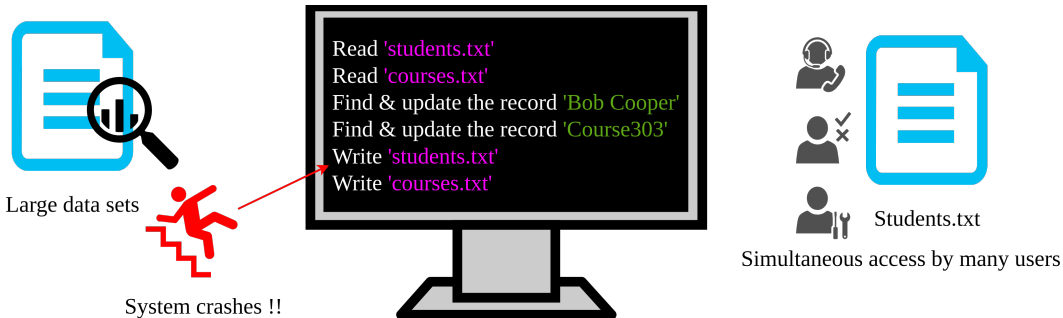 Large data sets
System crashes !!
Read 'students.txt'
Read 'courses.txt'
Find & update the record 'Bob Cooper'
Find & update the record 'Course303'
Write 'students.txt'
Write 'courses.txt'
Students.txt
Simultaneous access by many users